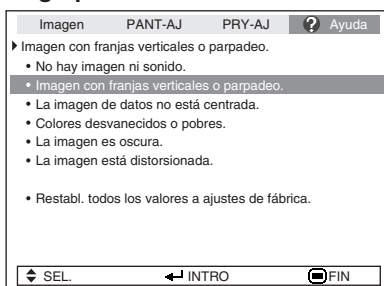 Imagen PANT-AJ PRY-AJ ? Ayuda
Imagen con franjas verticales o parpadeo.
• No hay imagen ni sonido.
• Imagen con franjas verticales o parpadeo.
• La imagen de datos no está centrada.
• Colores desvanecidos o pobres.
• La imagen es oscura.
• La imagen está distorsionada.
• Restabl. todos los valores a ajustes de fábrica.
SEL. INTRO FIN